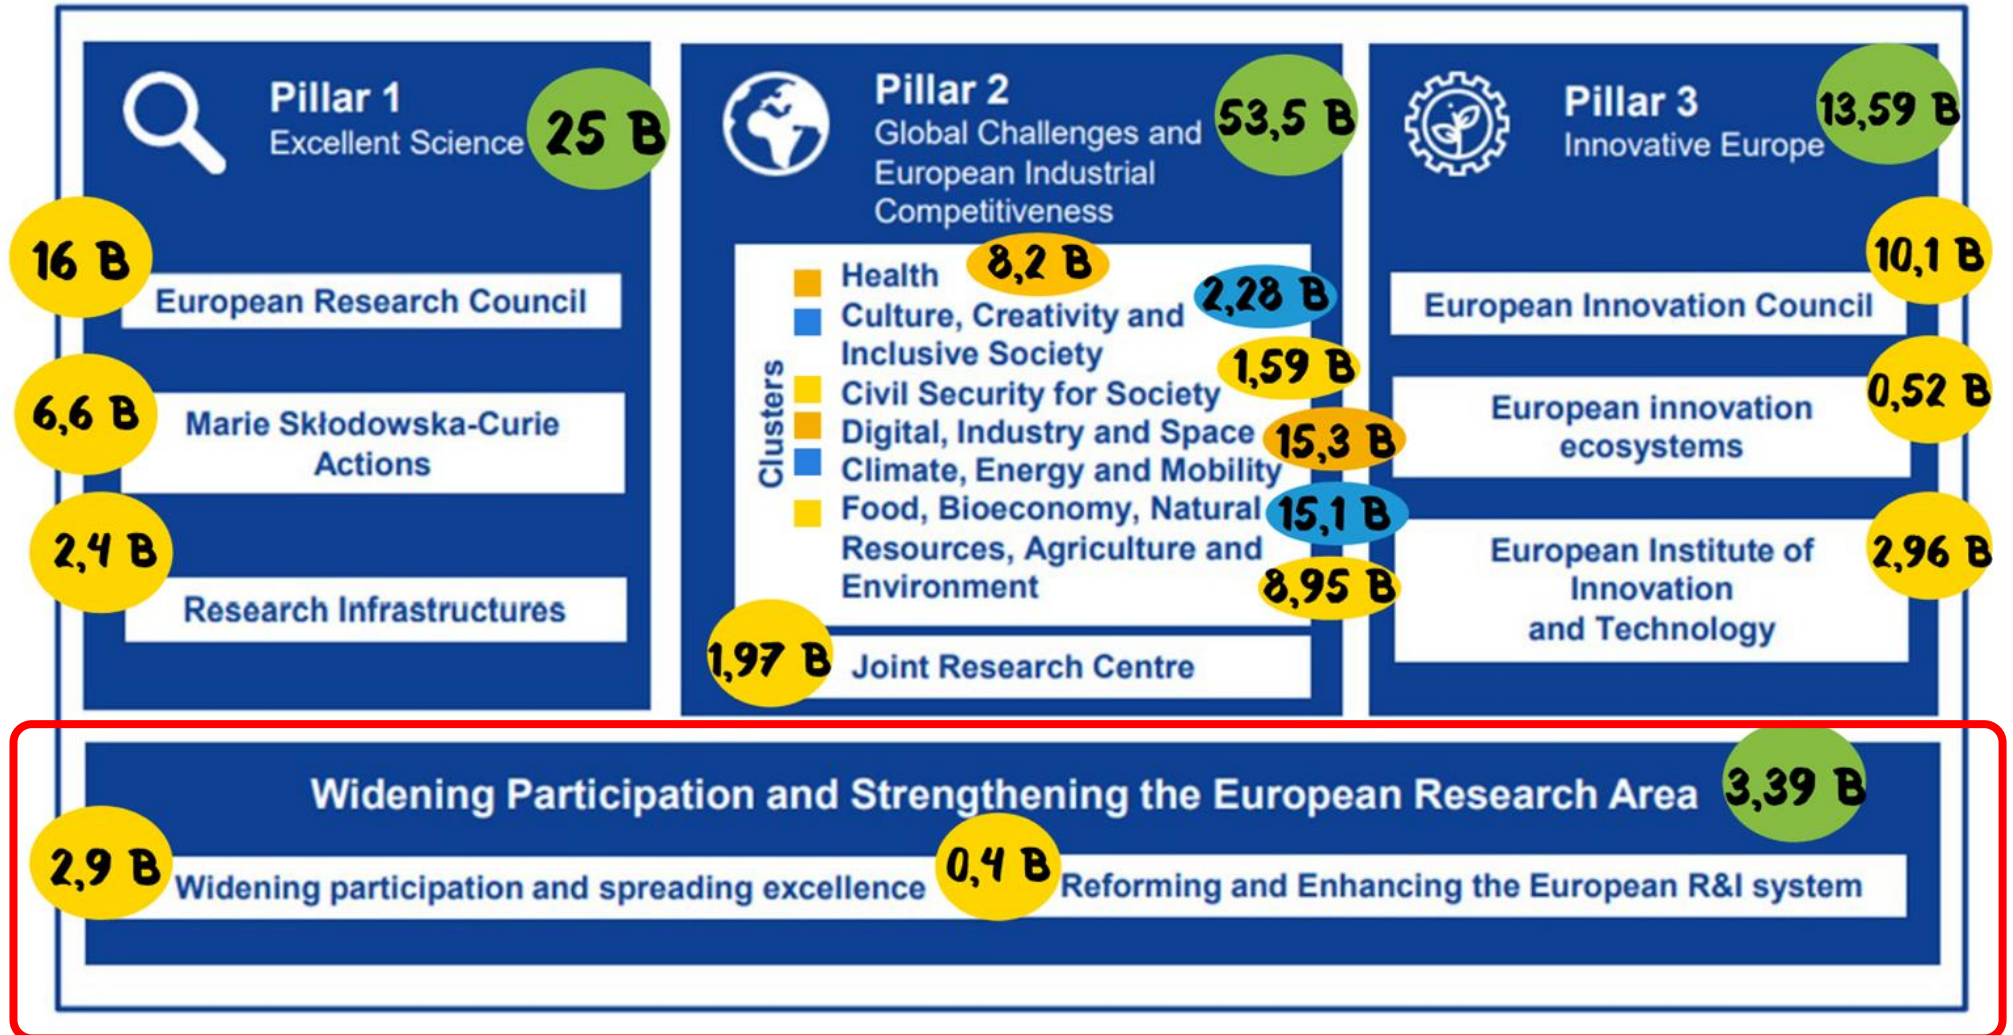 Pillar 1
Excellent Science
25 B
16 B
European Research Council
6,6 B
Marie Skłodowska-Curie
Actions
2,4 B
Research Infrastructures
Pillar 2
Global Challenges and
European Industrial
Competitiveness
53,5 B
Clusters
Health
8,2 B
Culture, Creativity and
Inclusive Society
2,28 B
Civil Security for Society
1,59 B
Digital, Industry and Space
15,3 B
Climate, Energy and Mobility
15,1 B
Food, Bioeconomy, Natural
Resources, Agriculture and
Environment
8,95 B
1,97 B
Joint Research Centre
Pillar 3
Innovative Europe
13,59 B
10,1 B
European Innovation Council
0,52 B
European innovation
ecosystems
2,96 B
European Institute of
Innovation
and Technology
Widening Participation and Strengthening the European Research Area
3,39 B
2,9 B
Widening participation and spreading excellence
0,4 B
Reforming and Enhancing the European R&I system